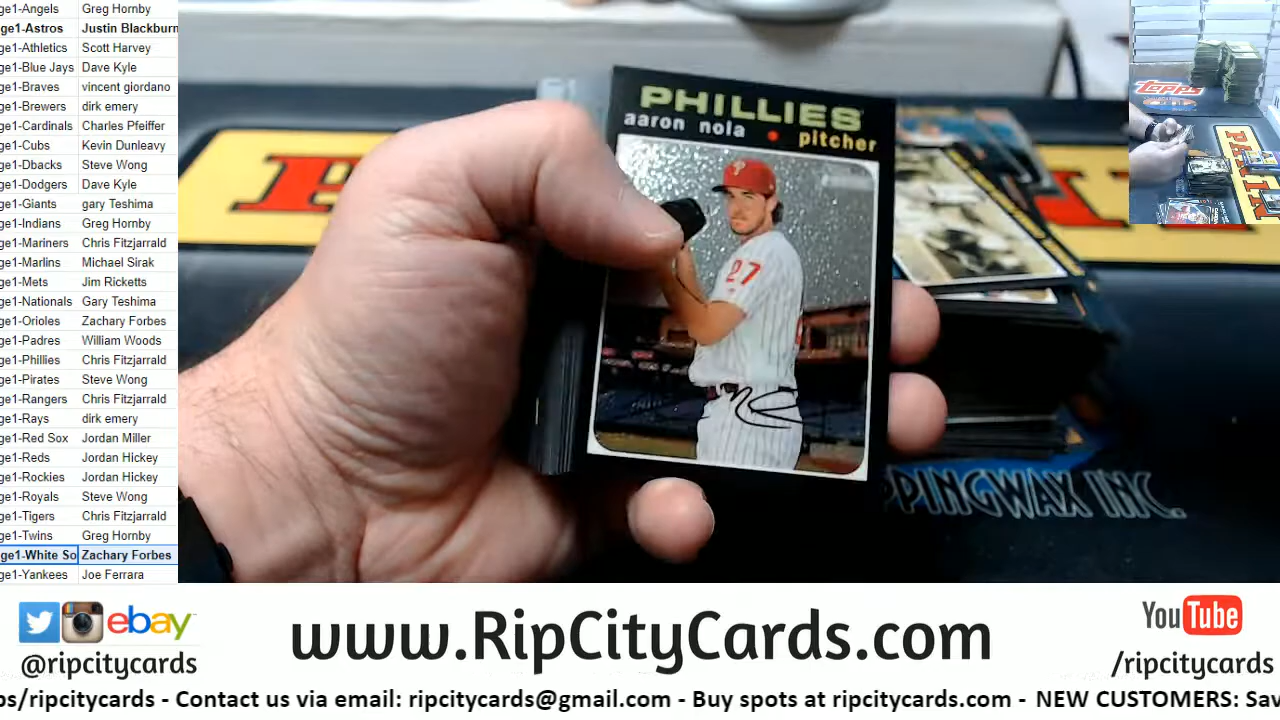 ge1-Angels Greg Hornby
ge1-Astros Justin Blackburn
ge1-Athletics Scott Harvey
ge1-Blue Jays Dave Kyle
ge1-Braves vincent giordano
ge1-Brewers dirk emery
ge1-Cardinals Charles Pfeiffer
ge1-Cubs Kevin Dunleavy
ge1-Dbacks Steve Wong
ge1-Dodgers Dave Kyle
ge1-Giants gary Teshima
ge1-Indians Greg Hornby
ge1-Mariners Chris Fitzjarrald
ge1-Marlins Michael Sirak
ge1-Mets Jim Ricketts
ge1-Nationals Gary Teshima
ge1-Orioles Zachary Forbes
ge1-Padres William Woods
ge1-Phillies Chris Fitzjarrald
ge1-Pirates Steve Wong
ge1-Rangers Chris Fitzjarrald
ge1-Rays dirk emery
ge1-Red Sox Jordan Miller
ge1-Reds Jordan Hickey
ge1-Rockies Jordan Hickey
ge1-Royals Steve Wong
ge1-Tigers Chris Fitzjarrald
ge1-Twins Greg Hornby
ge1-White So Zachary Forbes
ge1-Yankees Joe Ferrara
PHILLIES
aaron nola • pitcher
27
PPINGWAX INC.
Topps
ebay
@ripcitycards
www.RipCityCards.com
YouTube
/ripcitycards
ps/ripcitycards - Contact us via email: ripcitycards@gmail.com - Buy spots at ripcitycards.com - NEW CUSTOMERS: Sav